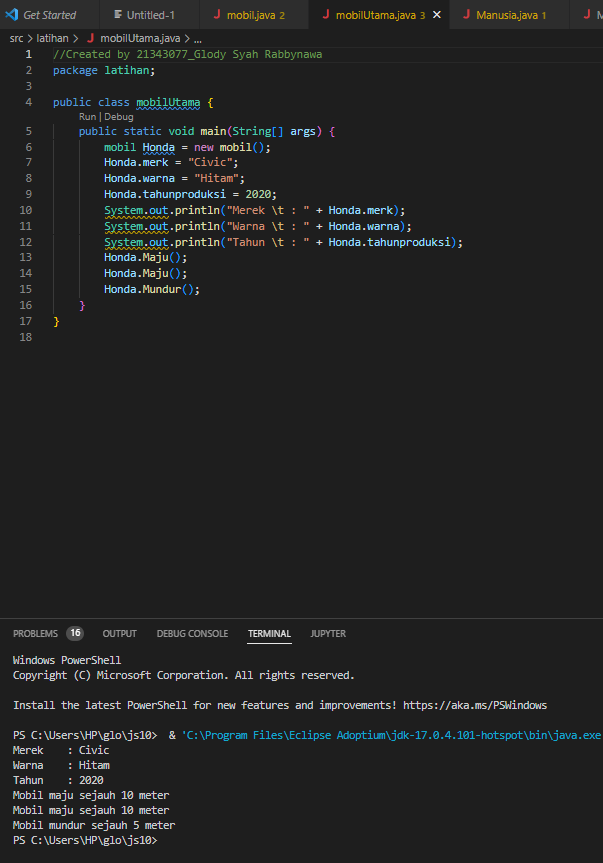 Get Started Untitled-1 mobil.java 2 mobilUtama.java 3 Manusia.java 1
src > latihan > mobilUtama.java > ...
1 //Created by 21343077_Glody Syah Rabbynawa
2 package latihan;
3
4 public class mobilUtama {
Run | Debug
5 public static void main(String[] args) {
6 mobil Honda = new mobil();
7 Honda.merk = "Civic";
8 Honda.warna = "Hitam";
9 Honda.tahunproduksi = 2020;
10 System.out.println("Merek \t : " + Honda.merk);
11 System.out.println("Warna \t : " + Honda.warna);
12 System.out.println("Tahun \t : " + Honda.tahunproduksi);
13 Honda.Maju();
14 Honda.Maju();
15 Honda.Mundur();
16 }
17 }
18
PROBLEMS 16 OUTPUT DEBUG CONSOLE TERMINAL JUPYTER
Windows PowerShell
Copyright (C) Microsoft Corporation. All rights reserved.
Install the latest PowerShell for new features and improvements! https://aka.ms/PSWindows
PS C:\Users\HP\glo\js10> & 'C:\Program Files\Eclipse Adoptium\jdk-17.0.4.101-hotspot\bin\java.exe
Merek : Civic
Warna : Hitam
Tahun : 2020
Mobil maju sejauh 10 meter
Mobil maju sejauh 10 meter
Mobil mundur sejauh 5 meter
PS C:\Users\HP\glo\js10>